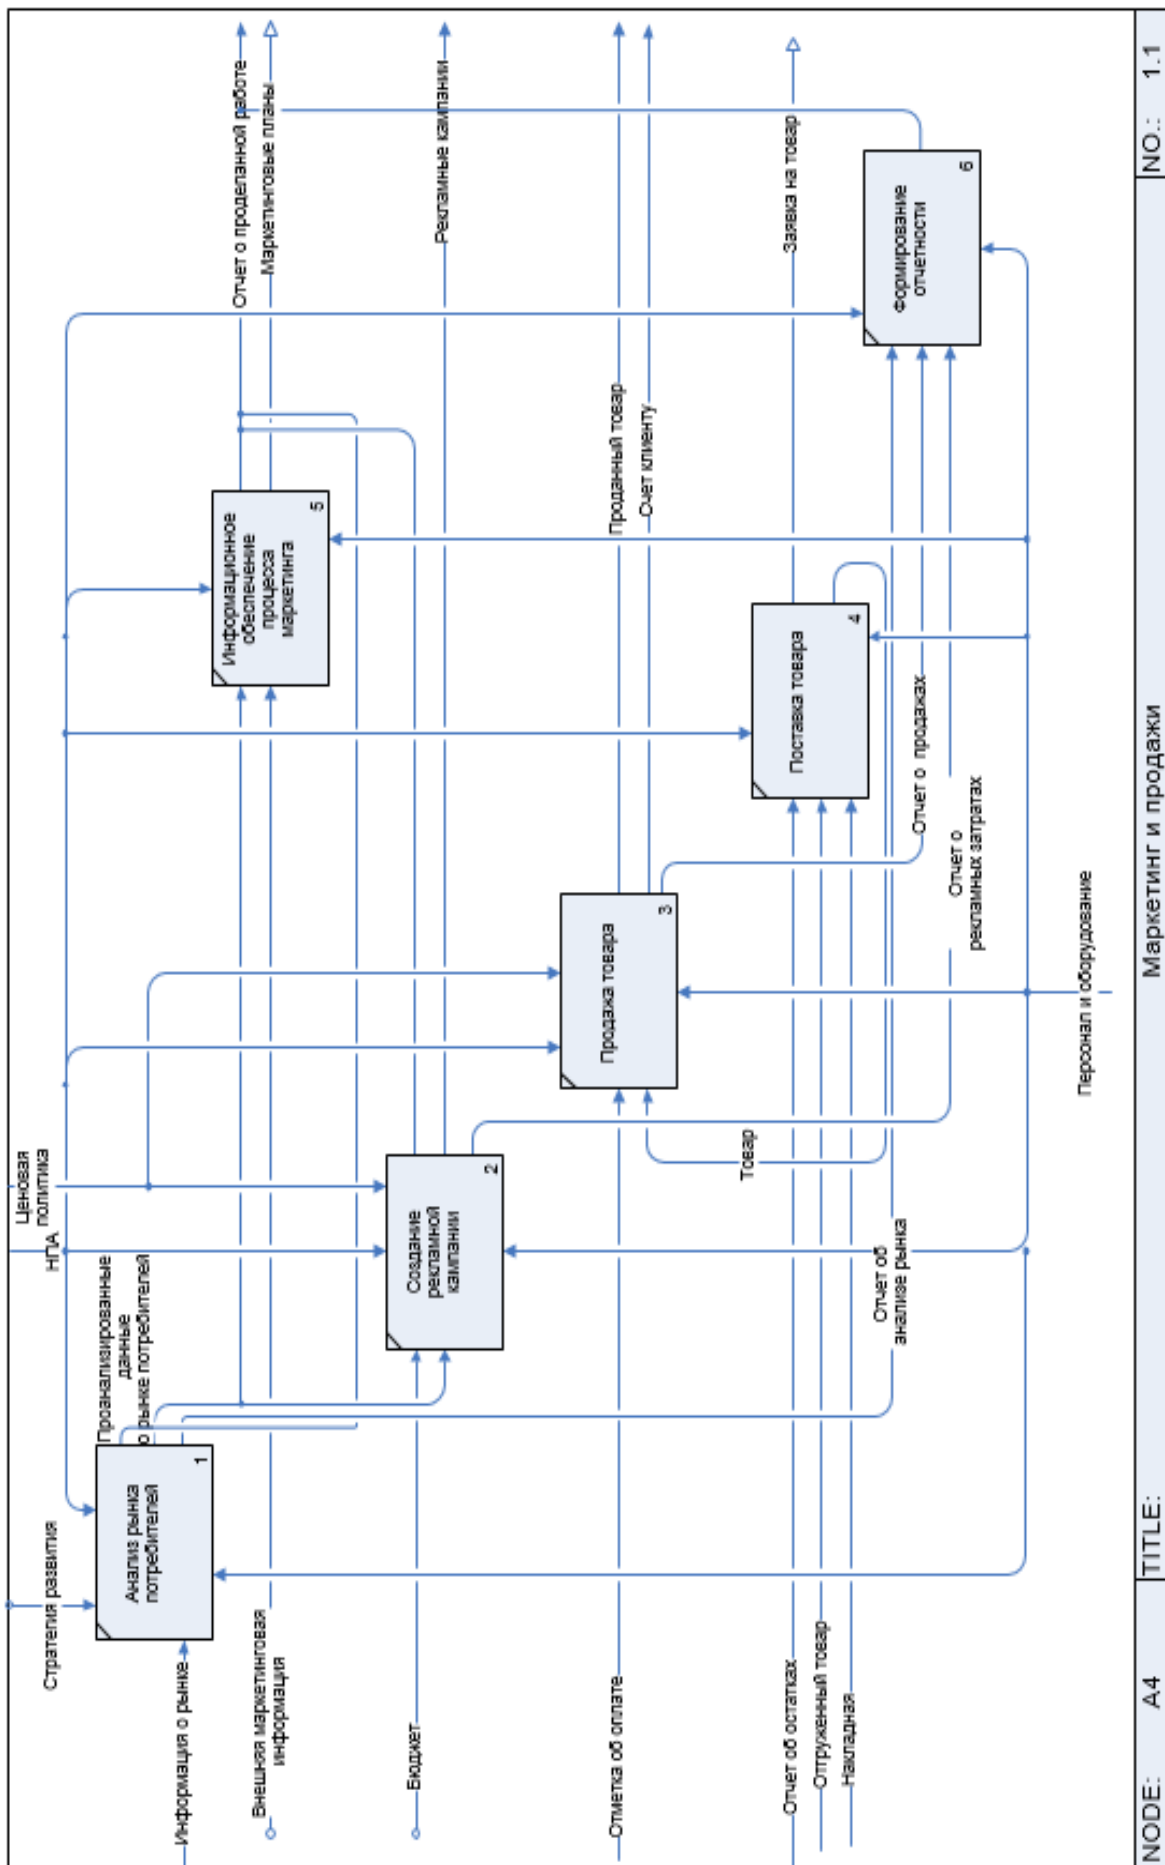 Стратегия развития
НПА
Ценовая
политика
Информация о рынке
Анализ рынка
потребителей
1
Проанализированные
данные
о рынке потребителей
Внешняя маркетинговая
информация
Бюджет
Создание
рекламной
кампании
2
Отметка об оплате
Продажа товара
3
Товар
Отчет об остатках
Отгруженный товар
Накладная
Поставка товара
4
Информационное
обеспечение
процесса
маркетинга
5
Отчет об
анализе рынка
Отчет о продажах
Отчет о
рекламных затратах
Формирование
отчетности
6
Отчет о проделанной работе
Маркетинговые планы
Рекламные кампании
Проданный товар
Счет клиенту
Заявка на товар
Персонал и оборудование
NODE: A4
TITLE: Маркетинг и продажи
NO.: 1.1